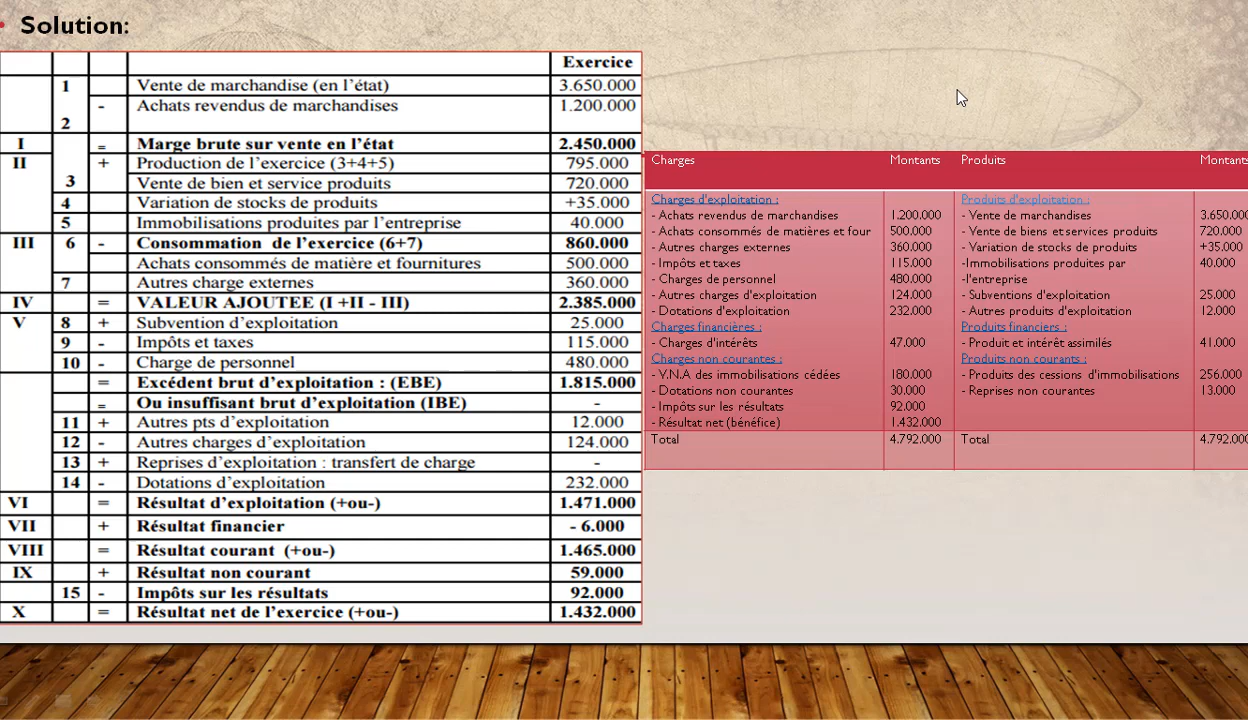 • Solution:
Exercice
1 Vente de marchandise (en l'état) 3.650.000
- Achats revendus de marchandises 1.200.000
2
I = Marge brute sur vente en l'état 2.450.000
II + Production de l'exercice (3+4+5) 795.000
3 Vente de bien et service produits 720.000
4 Variation de stocks de produits +35.000
5 Immobilisations produites par l'entreprise 40.000
III 6 - Consommation de l'exercice (6+7) 860.000
Achats consommés de matière et fournitures 500.000
7 Autres charge externes 360.000
IV = VALEUR AJOUTEE (I +II - III) 2.385.000
V 8 + Subvention d'exploitation 25.000
9 - Impôts et taxes 115.000
10 - Charge de personnel 480.000
= Excédent brut d'exploitation : (EBE) 1.815.000
= Ou insuffisant brut d'exploitation (IBE) -
11 + Autres pts d'exploitation 12.000
12 - Autres charges d'exploitation 124.000
13 + Reprises d'exploitation : transfert de charge -
14 - Dotations d'exploitation 232.000
VI = Résultat d'exploitation (+ou-) 1.471.000
VII + Résultat financier - 6.000
VIII = Résultat courant (+ou-) 1.465.000
IX + Résultat non courant 59.000
15 - Impôts sur les résultats 92.000
X = Résultat net de l'exercice (+ou-) 1.432.000
Charges Montants Produits Montants
Charges d'exploitation : Produits d'exploitation :
- Achats revendus de marchandises 1.200.000 - Vente de marchandises 3.650.000
- Achats consommés de matières et four 500.000 - Vente de biens et services produits 720.000
- Autres charges externes 360.000 - Variation de stocks de produits +35.000
- Impôts et taxes 115.000 -Immobilisations produites par 40.000
- Charges de personnel 480.000 -l'entreprise
- Autres charges d'exploitation 124.000 - Subventions d'exploitation 25.000
- Dotations d'exploitation 232.000 - Autres produits d'exploitation 12.000
Charges financières : Produits financiers :
- Charges d'intérêts 47.000 - Produit et intérêt assimilés 41.000
Charges non courantes : Produits non courants :
- V.N.A des immobilisations cédées 180.000 - Produits des cessions d'immobilisations 256.000
- Dotations non courantes 30.000 - Reprises non courantes 13.000
- Impôts sur les résultats 92.000
- Résultat net (bénéfice) 1.432.000
Total 4.792.000 Total 4.792.000